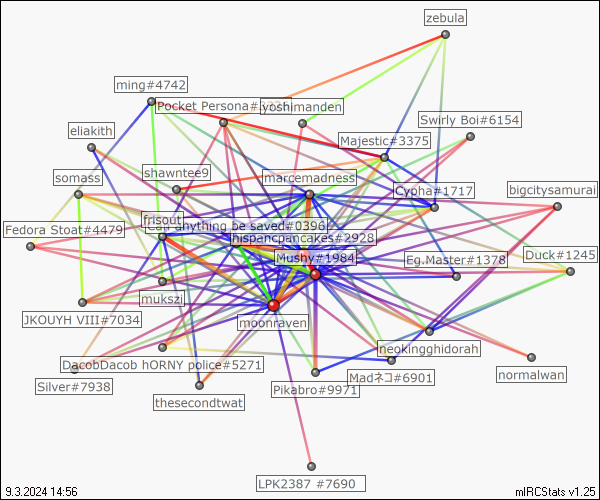 zebula
ming#4742
Pocket Persona#
yoshimanden
Swirly Boi#6154
eliakith
Majestic#3375
shawntee9
marcemadness
somass
Cypha#1717
bigcitysamurai
frisout
anything be saved#0396
Fedora Stoat#4479
hispancpancakes#2928
Mushy#1984
Eg.Master#1378
Duck#1245
mukszi
JKOUYH VIII#7034
moonraven
neokingghidorah
DacobDacob hORNY police#5271
Silver#7938
Madネコ#6901
normalwan
Pikabro#9971
thesecondtwat
LPK2387 #7690
9.3.2024 14:56
mIRCStats v1.25